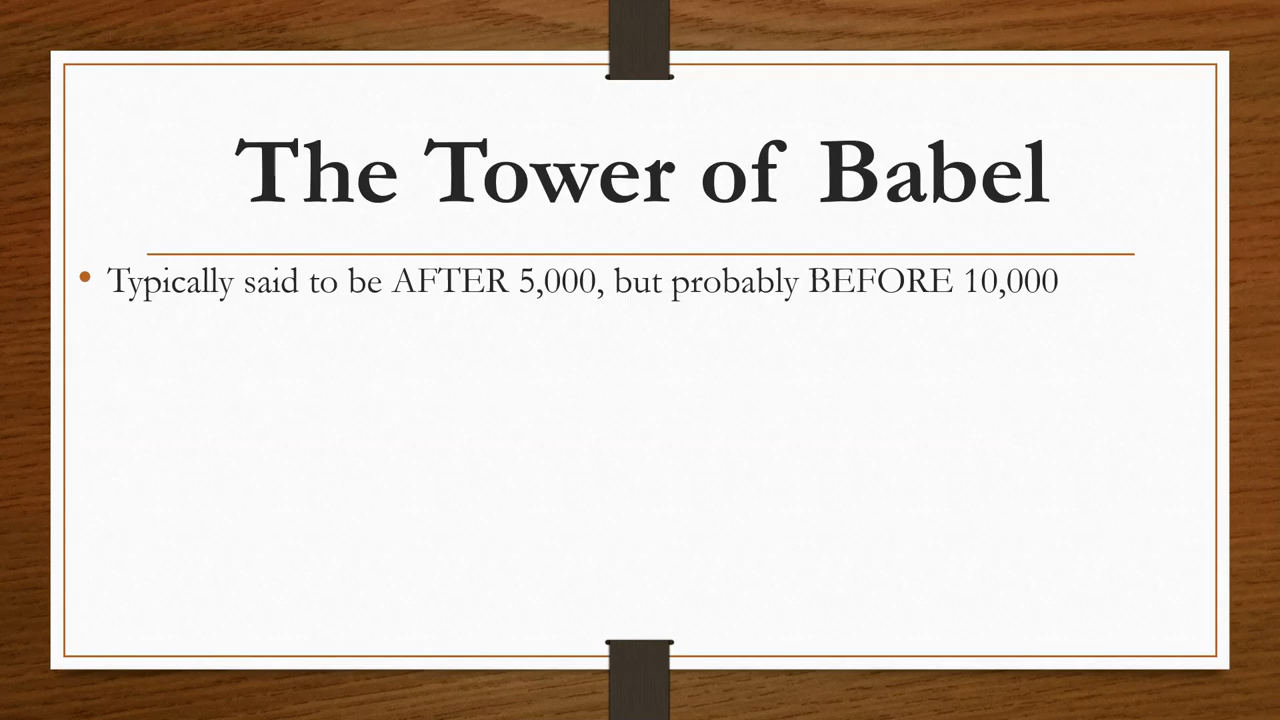 The Tower of Babel
• Typically said to be AFTER 5,000, but probably BEFORE 10,000